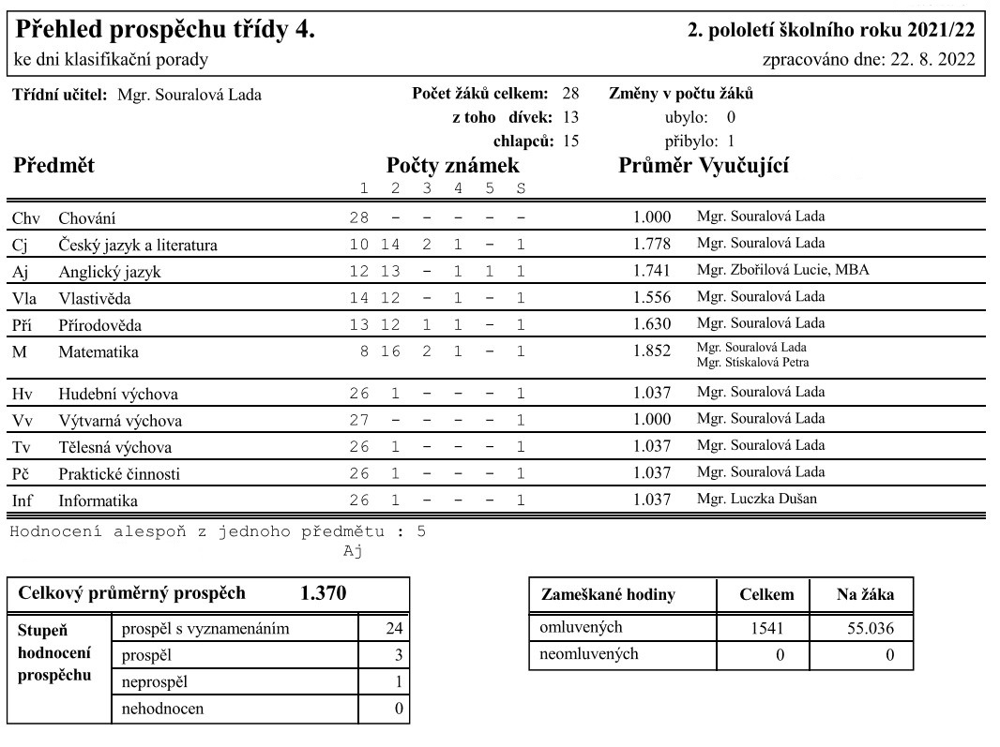 Přehled prospěchu třídy 4. 2. pololetí školního roku 2021/22
ke dni klasifikační porady zpracováno dne: 22. 8. 2022
Třídní učitel: Mgr. Souralová Lada Počet žáků celkem: 28 Změny v počtu žáků
z toho dívek: 13 ubylo: 0
chlapců: 15 přibylo: 1
Předmět Počty známek Průměr Vyučující
1 2 3 4 5 S
Chv Chování 28 - - - - - 1.000 Mgr. Souralová Lada
Cj Český jazyk a literatura 10 14 2 1 - 1 1.778 Mgr. Souralová Lada
Aj Anglický jazyk 12 13 - 1 1 1 1.741 Mgr. Zbořilová Lucie, MBA
Vla Vlastivěda 14 12 - 1 - 1 1.556 Mgr. Souralová Lada
Pří Přírodověda 13 12 1 1 - 1 1.630 Mgr. Souralová Lada
M Matematika 8 16 2 1 - 1 1.852 Mgr. Souralová Lada
Mgr. Stískalová Petra
Hv Hudební výchova 26 1 - - - 1 1.037 Mgr. Souralová Lada
Vv Výtvarná výchova 27 - - - - 1 1.000 Mgr. Souralová Lada
Tv Tělesná výchova 26 1 - - - 1 1.037 Mgr. Souralová Lada
Pč Praktické činnosti 26 1 - - - 1 1.037 Mgr. Souralová Lada
Inf Informatika 26 1 - - - 1 1.037 Mgr. Luczka Dušan
Hodnocení alespoň z jednoho předmětu : 5
Aj
Celkový průměrný prospěch 1.370
Stupeň hodnocení prospěchu
prospěl s vyznamenáním 24
prospěl 3
neprospěl 1
nehodnocen 0
Zameškané hodiny Celkem Na žáka
omluvených 1541 55.036
neomluvených 0 0